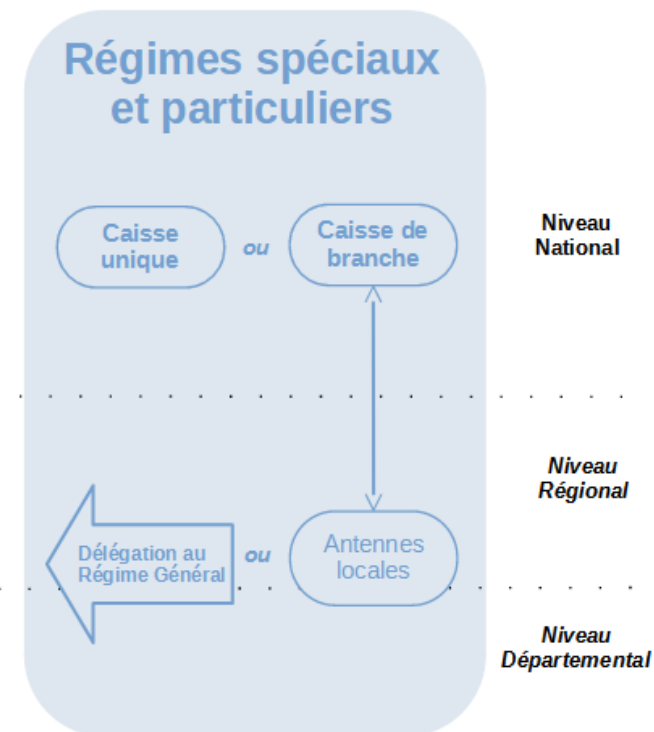 Régimes spéciaux
et particuliers
Caisse
unique
ou
Caisse de
branche
Niveau
National
Niveau
Régional
Délégation au
Régime Général
ou
Antennes
locales
Niveau
Départemental